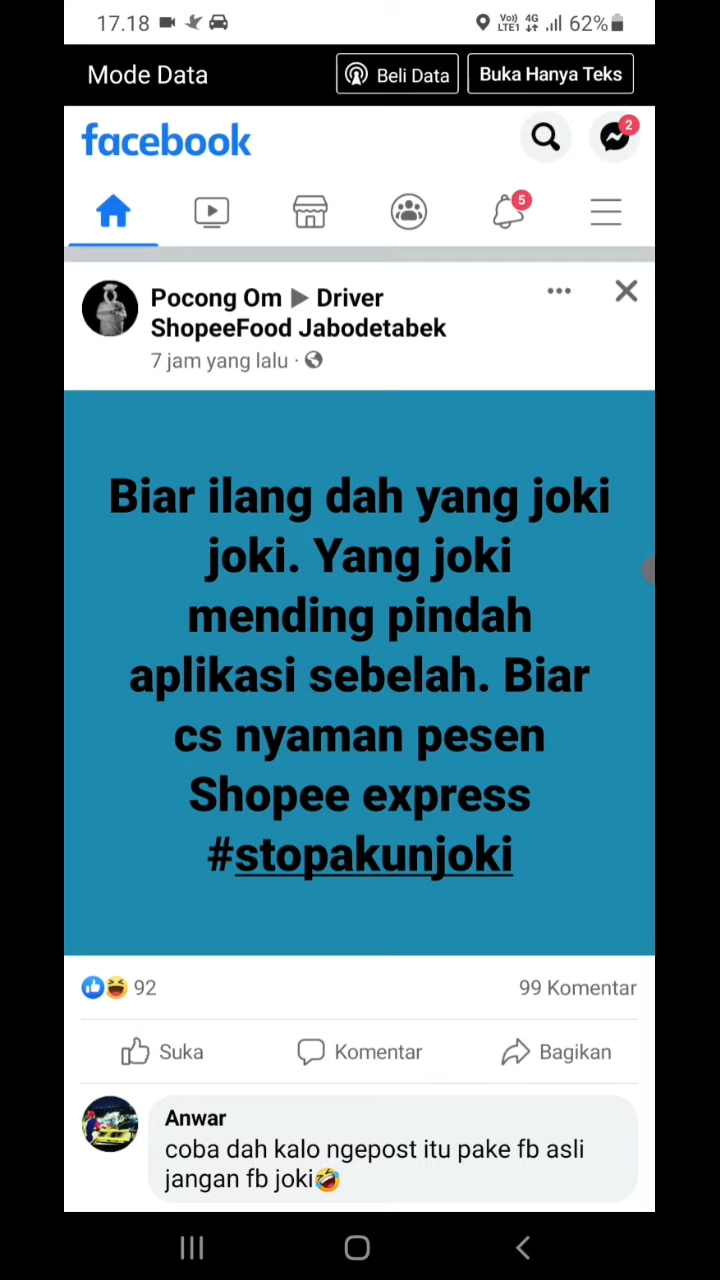 17.18
Vo)) LTE1 4G 62%
Mode Data
Beli Data
Buka Hanya Teks
facebook
2
5
Pocong Om ▶ Driver
ShopeeFood Jabodetabek
7 jam yang lalu ·
Biar ilang dah yang joki
joki. Yang joki
mending pindah
aplikasi sebelah. Biar
cs nyaman pesen
Shopee express
#stopakunjoki
92
99 Komentar
Suka
Komentar
Bagikan
Anwar
coba dah kalo ngepost itu pake fb asli
jangan fb joki🤣